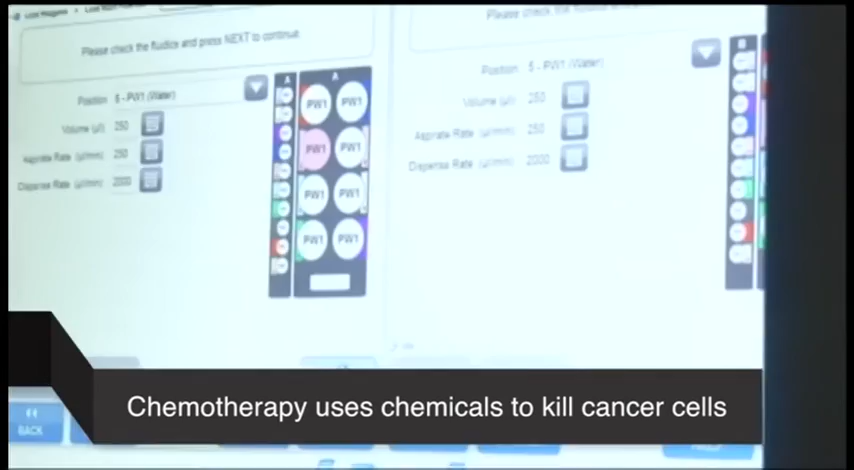 Please check the fluidics and press NEXT to continue
Position 5 - PW1 (Water)
Volume (µl) 250
Aspirate Rate (µl/min) 250
Dispense Rate (µl/min) 2000
A
A
PW1 PW1
PW1 PW1
PW1 PW1
PW1 PW1
BACK
Please check the
Position 5 - PW1 (Water)
Volume (µl) 250
Aspirate Rate (µl/min) 250
Dispense Rate (µl/min) 2000
B
Chemotherapy uses chemicals to kill cancer cells